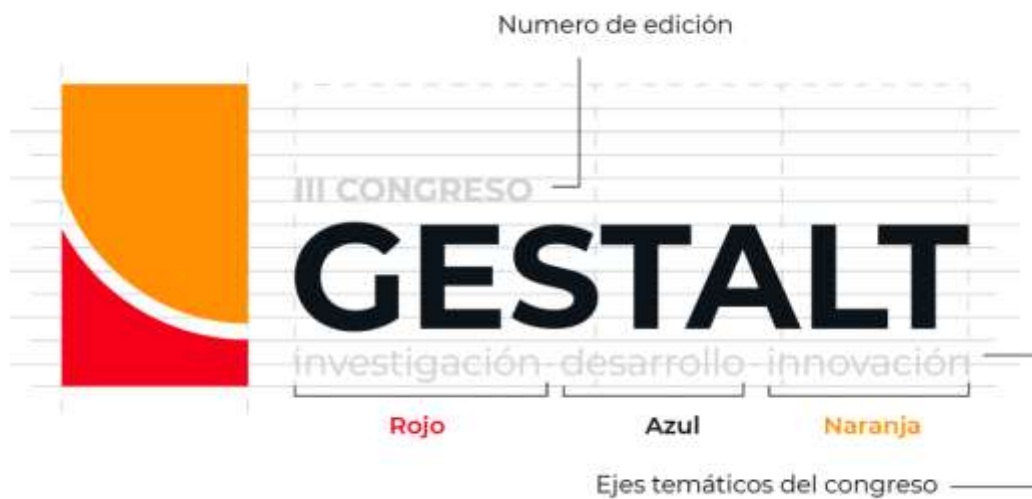 Numero de edición
III CONGRESO
GESTALT
investigación - desarrollo - innovación
Rojo Azul Naranja
Ejes temáticos del congreso